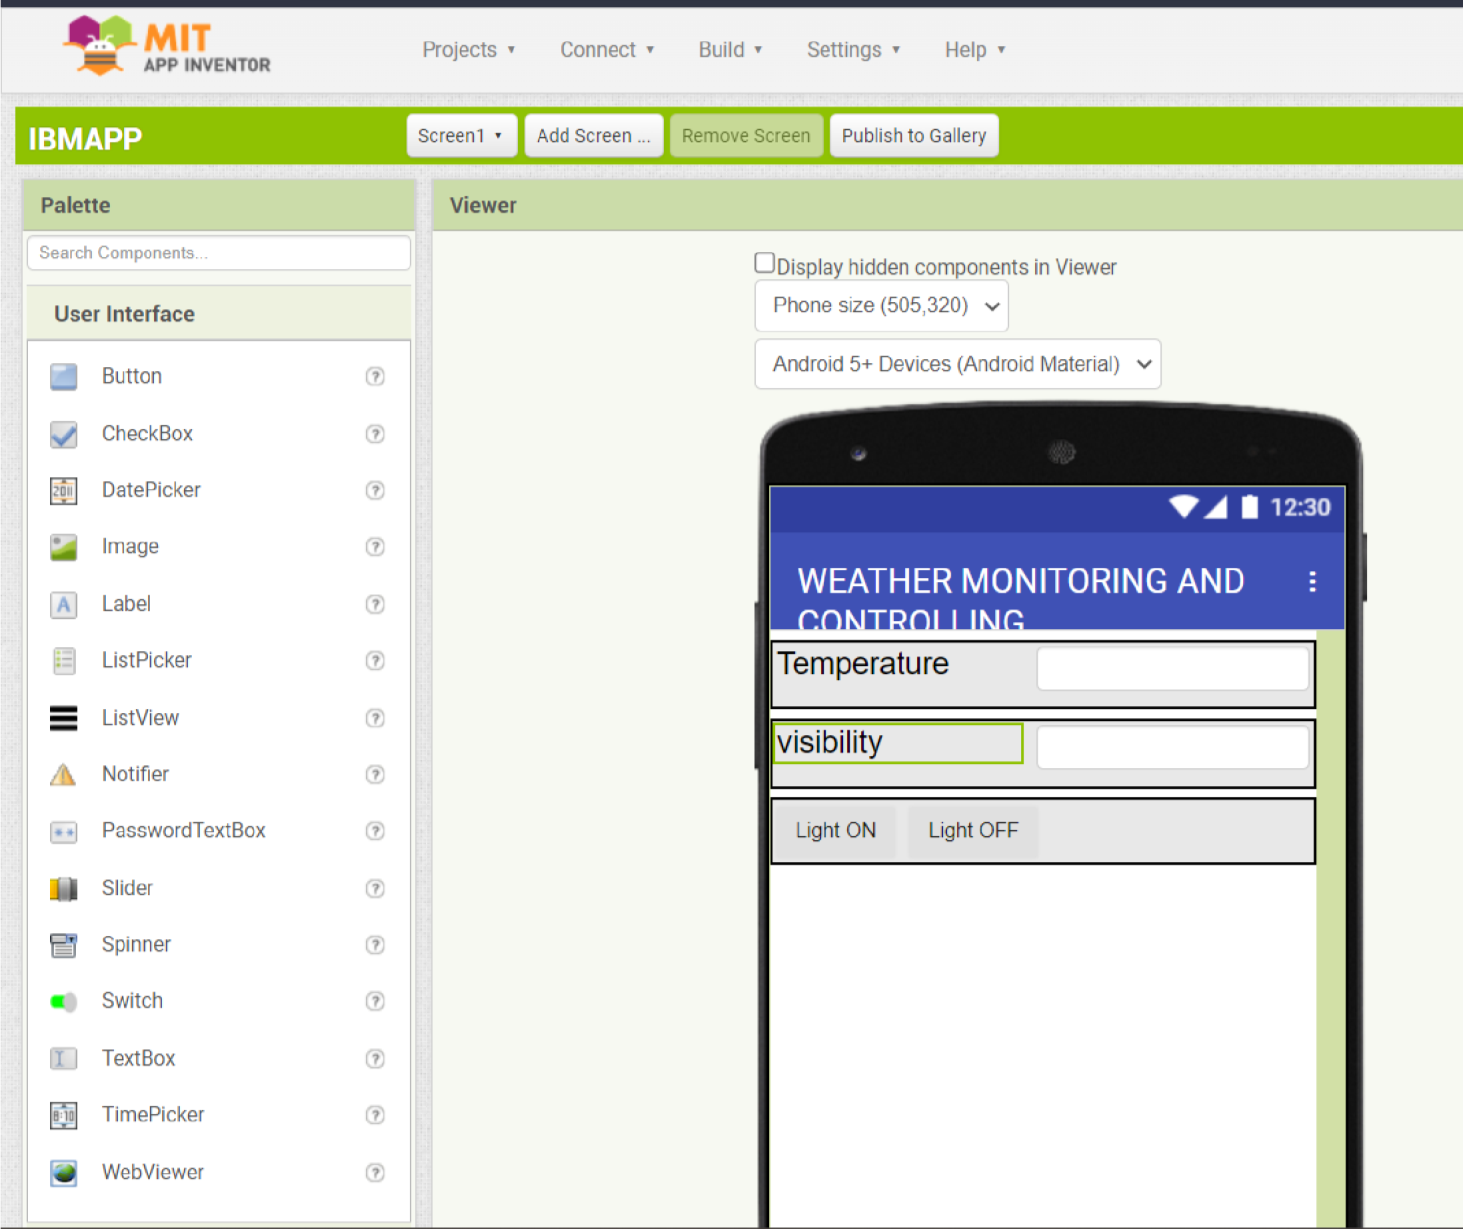 MIT
APP INVENTOR
Projects Connect Build Settings Help
IBMAPP
Screen1 Add Screen ... Remove Screen Publish to Gallery
Palette
Search Components...
User Interface
Button ?
CheckBox ?
2011 DatePicker ?
Image ?
A Label ?
ListPicker ?
ListView ?
Notifier ?
PasswordTextBox ?
Slider ?
Spinner ?
Switch ?
TextBox ?
8:10 TimePicker ?
WebViewer ?
Viewer
Display hidden components in Viewer
Phone size (505,320)
Android 5+ Devices (Android Material)
12:30
WEATHER MONITORING AND
CONTROLLING
Temperature
visibility
Light ON Light OFF